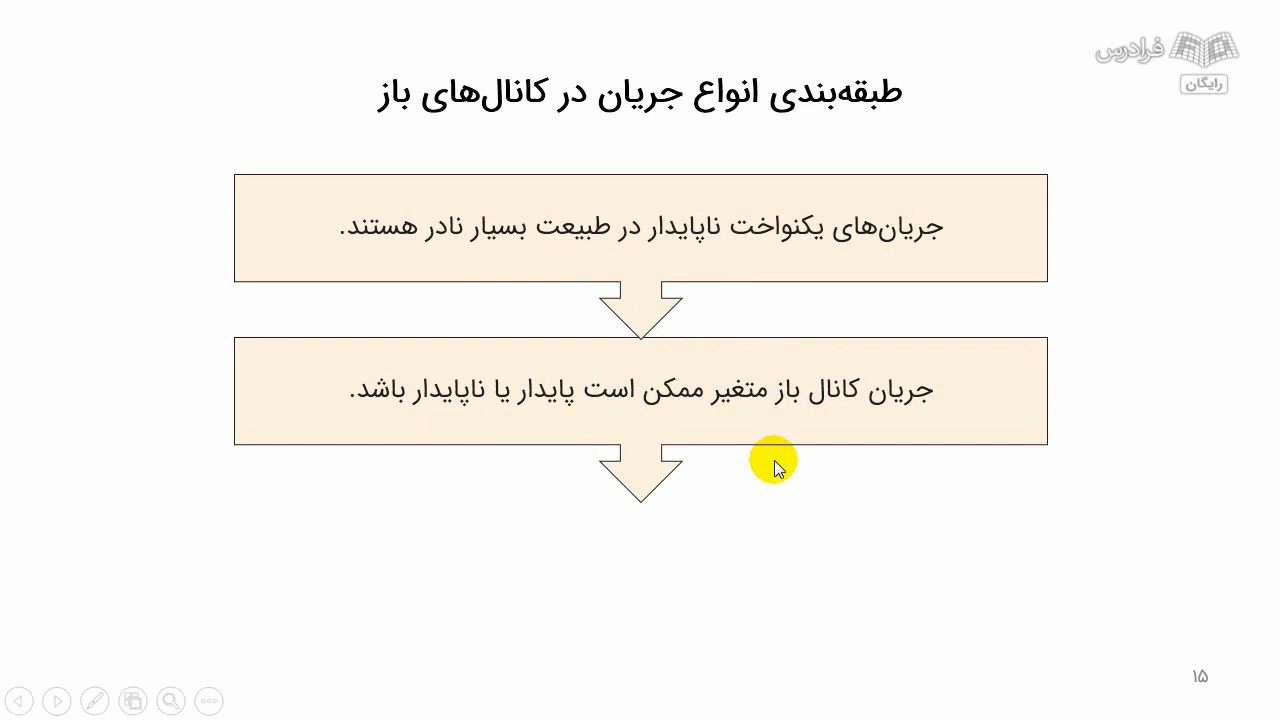 فرادرس
رایگان
طبقه‌بندی انواع جریان در کانال‌های باز
جریان‌های یکنواخت ناپایدار در طبیعت بسیار نادر هستند.
جریان کانال باز متغیر ممکن است پایدار یا ناپایدار باشد.
۱۵